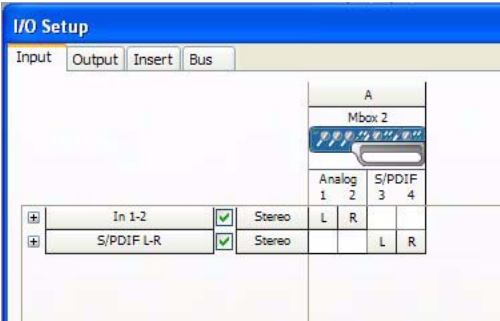 I/O Setup
Input Output Insert Bus
A
Mbox 2
Analog S/PDIF
1 2 3 4
In 1-2 Stereo L R
S/PDIF L-R Stereo L R